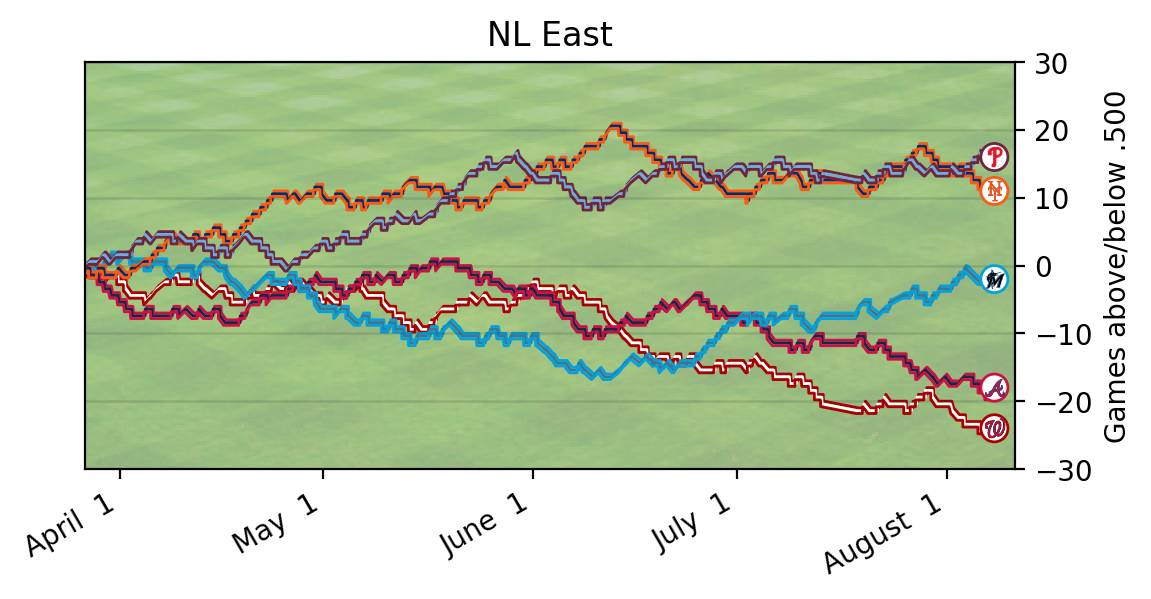 NL East
30
20
10
0
−10
−20
−30
Games above/below .500
P
NY
M
A
W
April 1
May 1
June 1
July 1
August 1